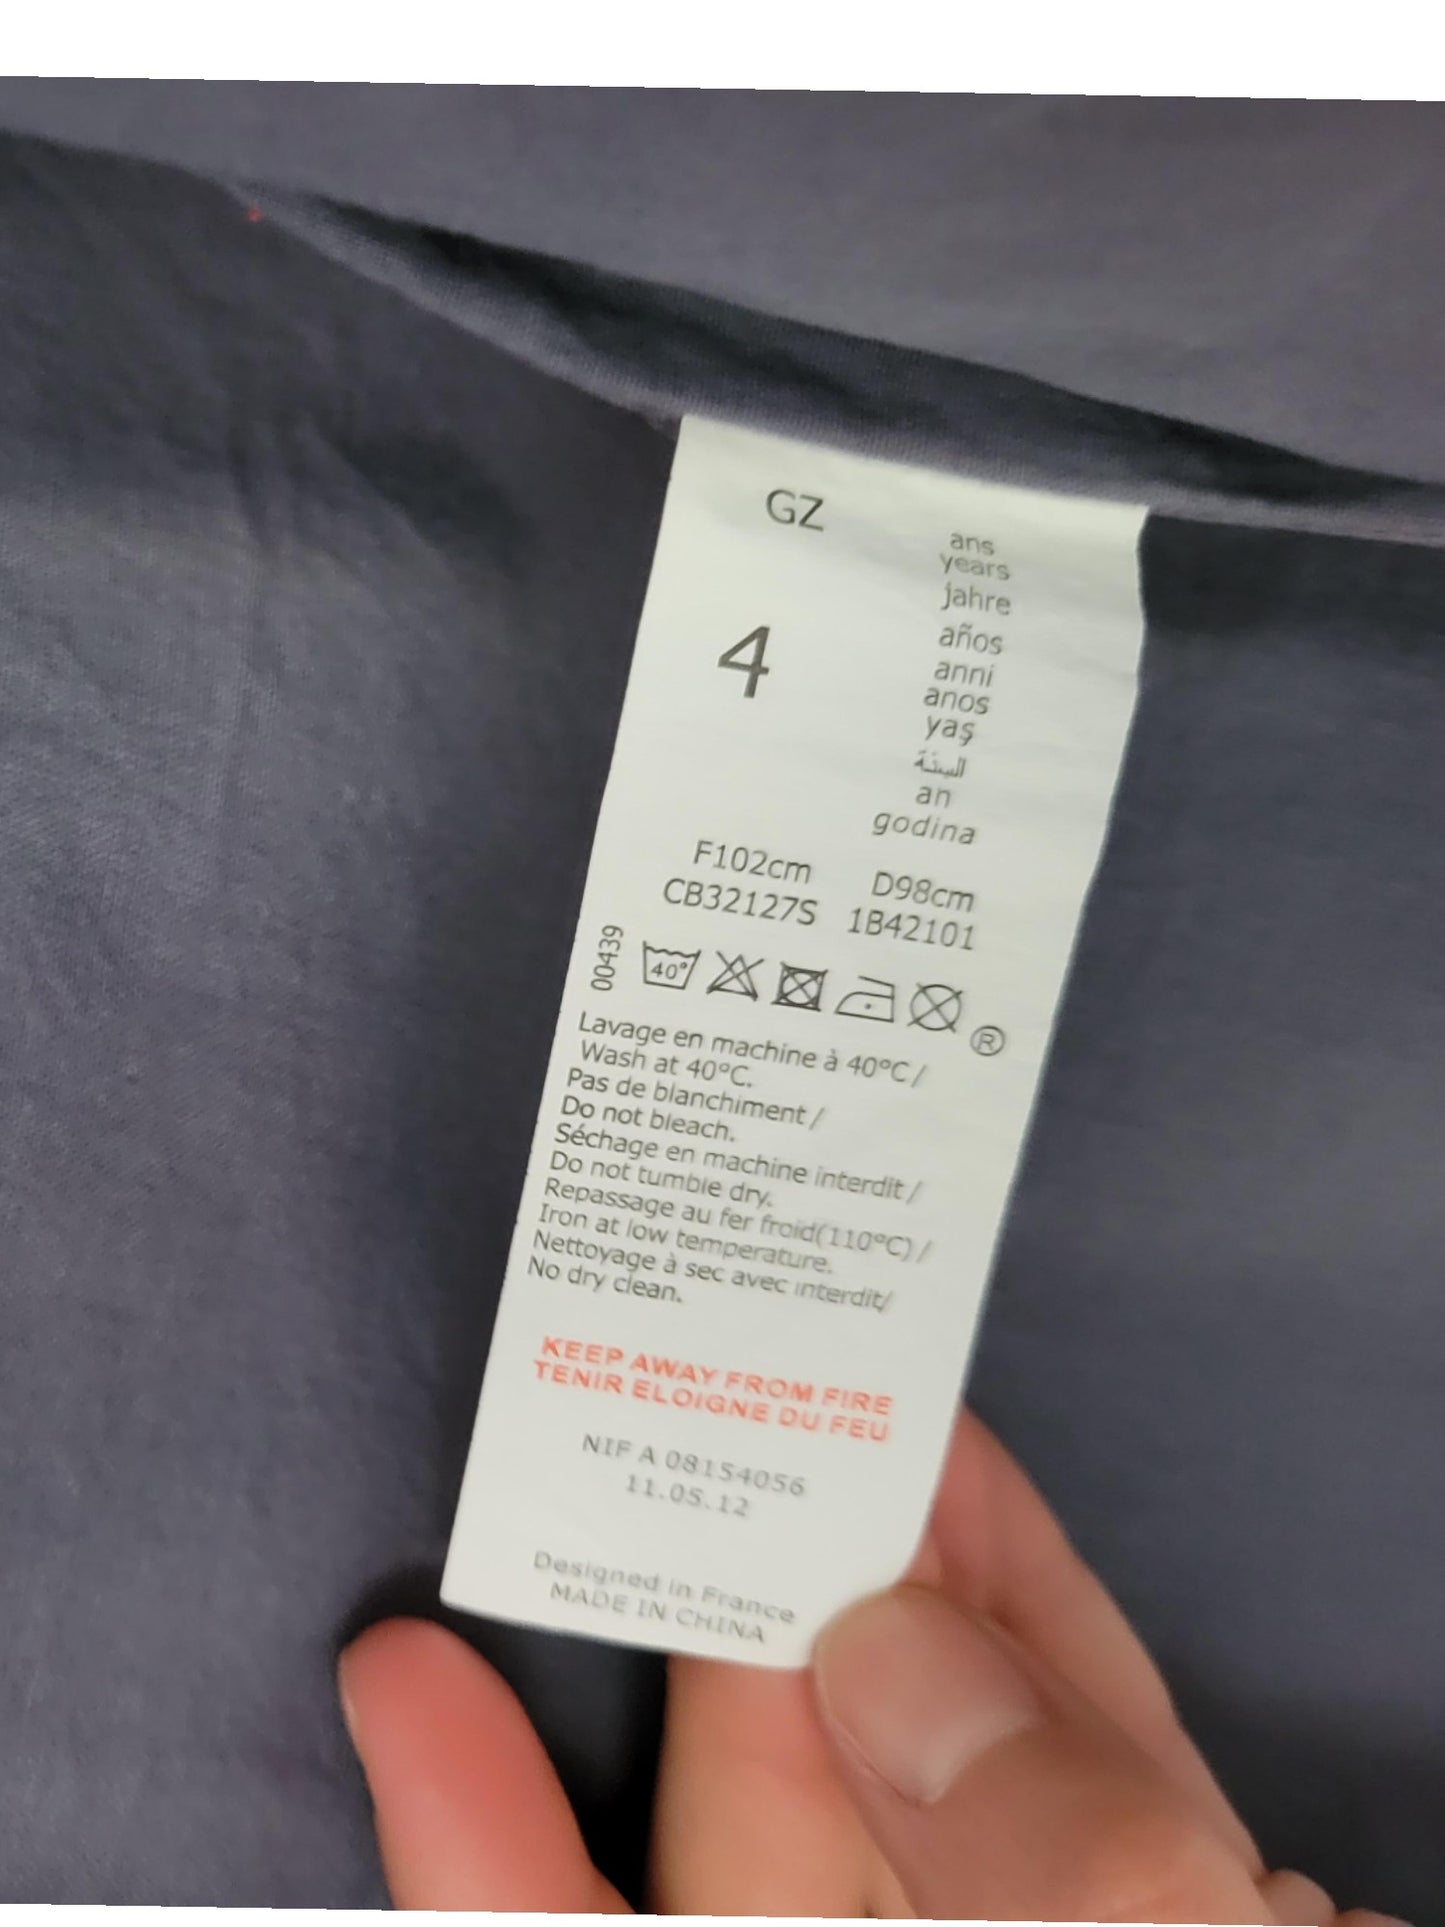 GZ
4
ans
years
jahre
años
anni
anos
yaş
السنة
an
godina
F102cm D98cm
CB32127S 1B42101
00439
40°
®
Lavage en machine à 40°C/
Wash at 40°C.
Pas de blanchiment/
Do not bleach.
Séchage en machine interdit/
Do not tumble dry.
Repassage au fer froid(110°C)/
Iron at low temperature.
Nettoyage à sec avec interdit/
No dry clean.
KEEP AWAY FROM FIRE
TENIR ELOIGNE DU FEU
NIF A 08154056
11.05.12
Designed in France
MADE IN CHINA